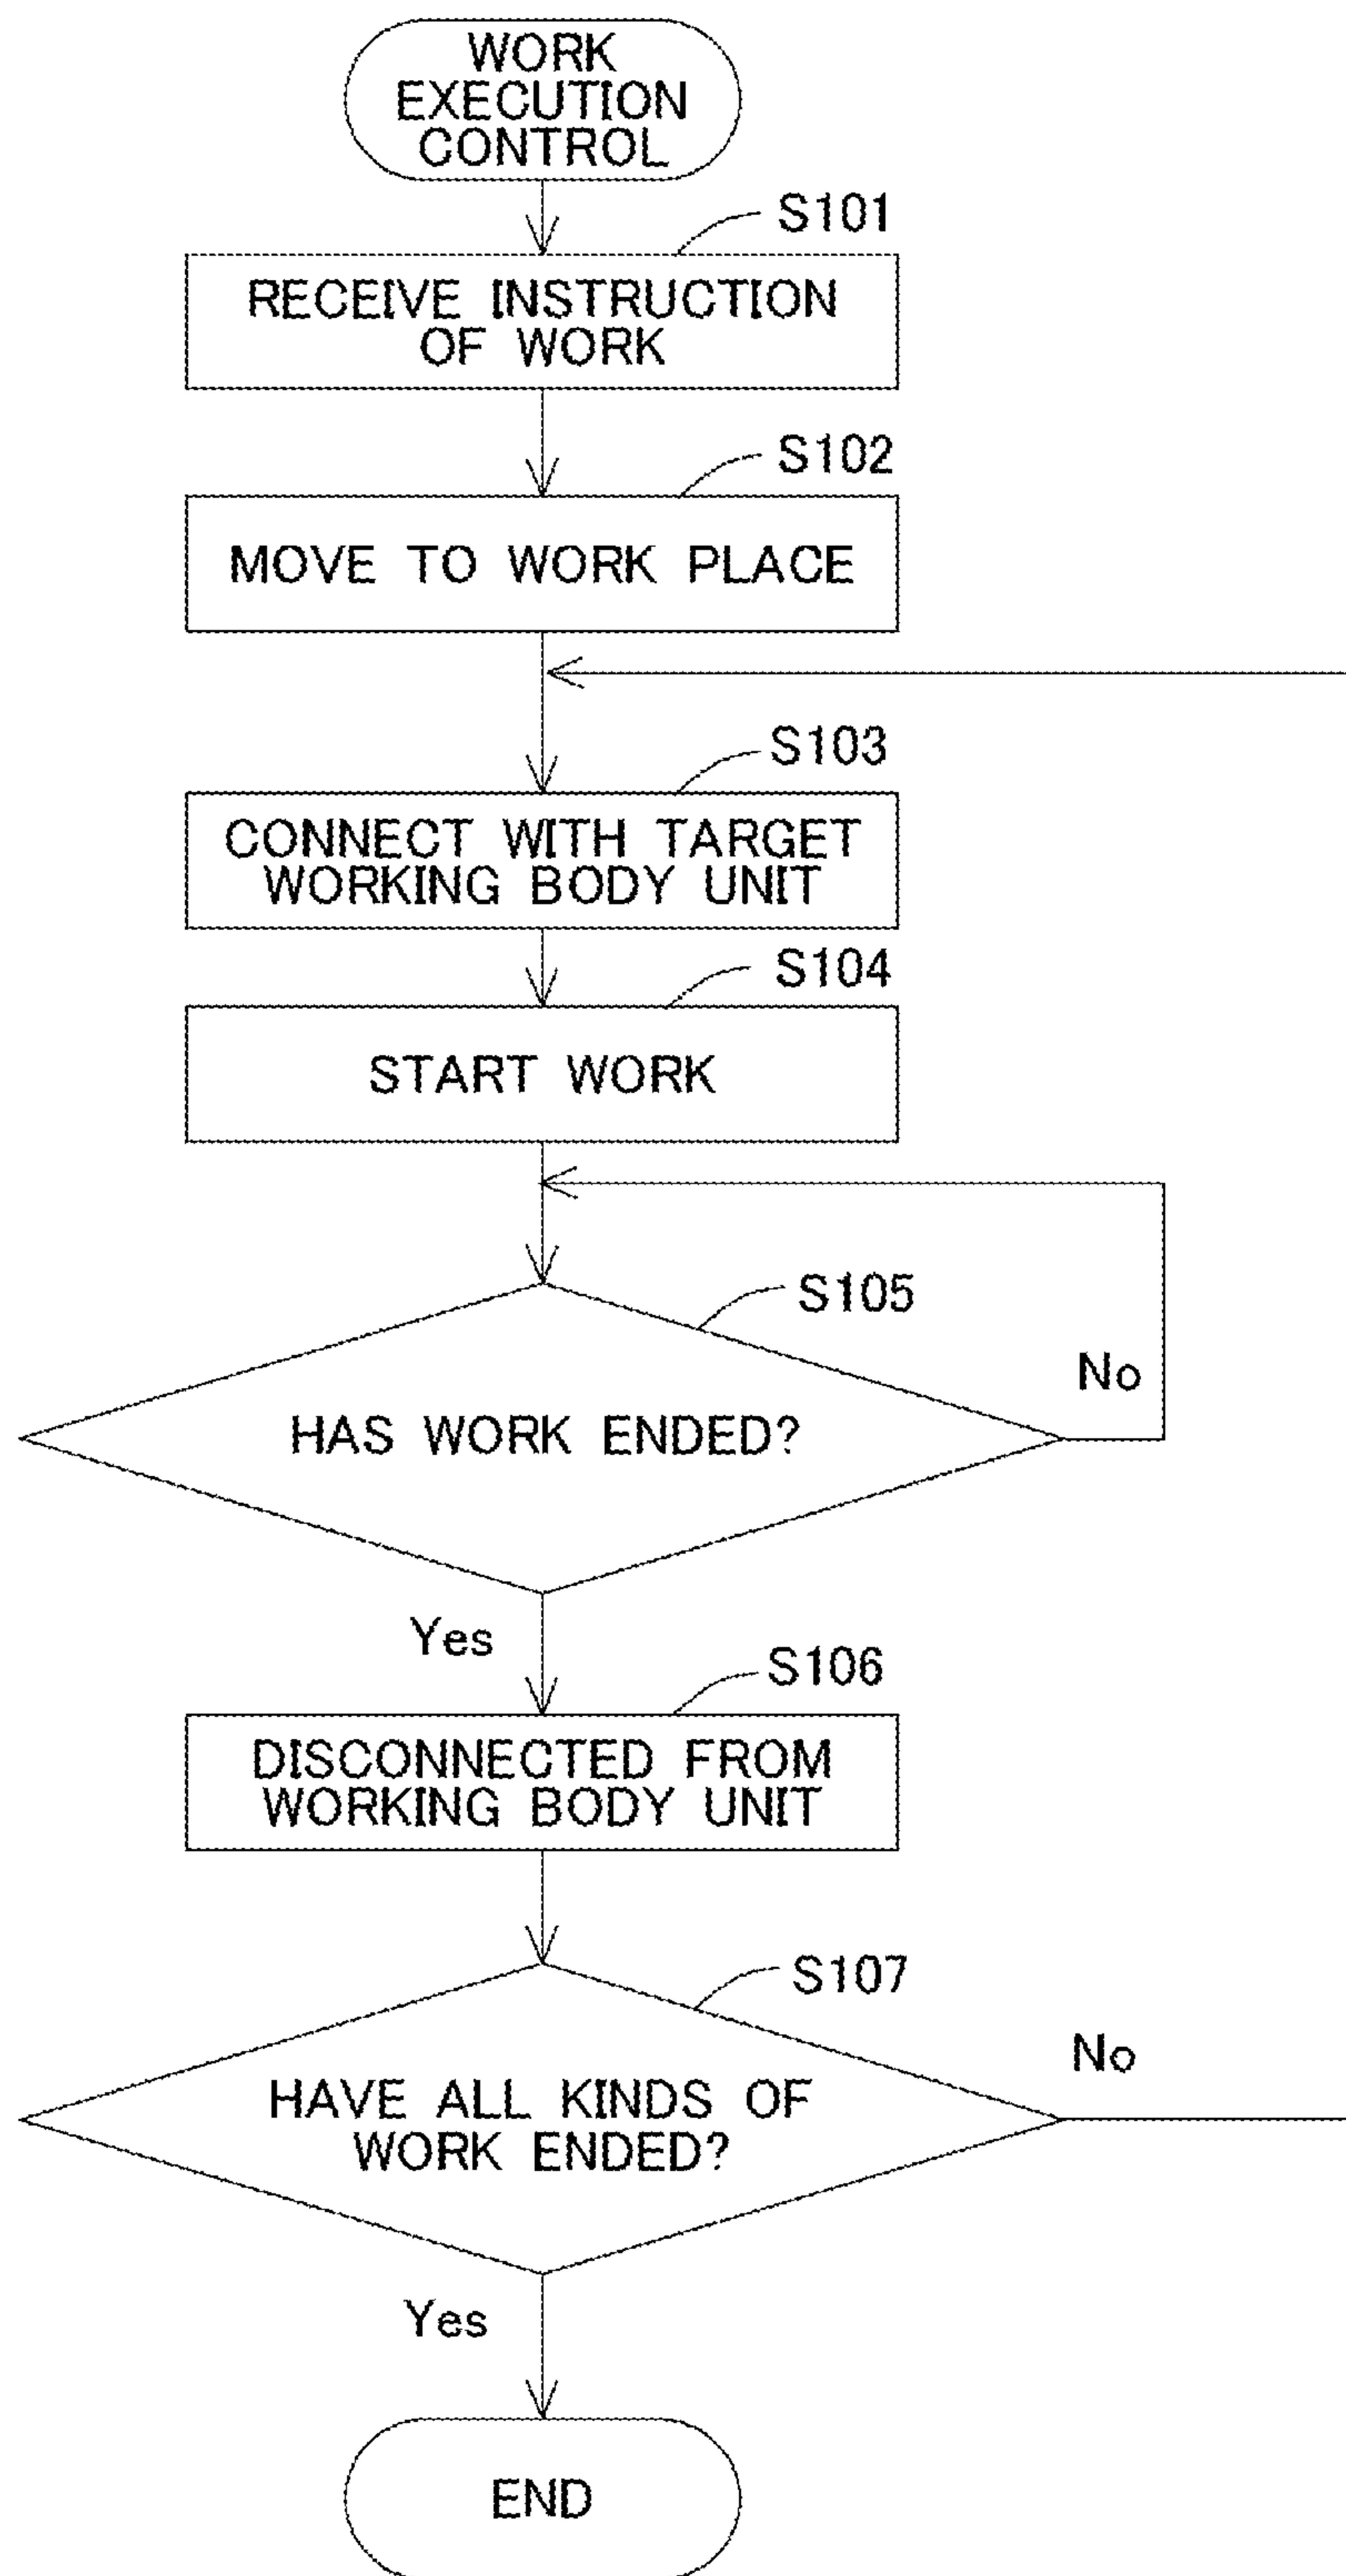 WORK
EXECUTION
CONTROL
S101
RECEIVE INSTRUCTION
OF WORK
S102
MOVE TO WORK PLACE
S103
CONNECT WITH TARGET
WORKING BODY UNIT
S104
START WORK
S105
No
HAS WORK ENDED?
Yes
S106
DISCONNECTED FROM
WORKING BODY UNIT
S107
No
HAVE ALL KINDS OF
WORK ENDED?
Yes
END